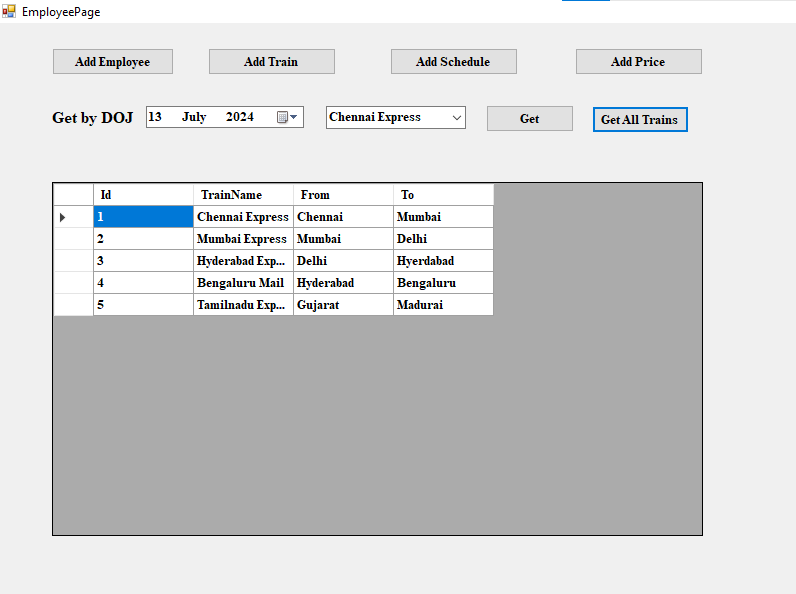 EmployeePage
Add Employee Add Train Add Schedule Add Price
Get by DOJ 13 July 2024 Chennai Express Get Get All Trains
Id TrainName From To
1 Chennai Express Chennai Mumbai
2 Mumbai Express Mumbai Delhi
3 Hyderabad Exp... Delhi Hyerdabad
4 Bengaluru Mail Hyderabad Bengaluru
5 Tamilnadu Exp... Gujarat Madurai